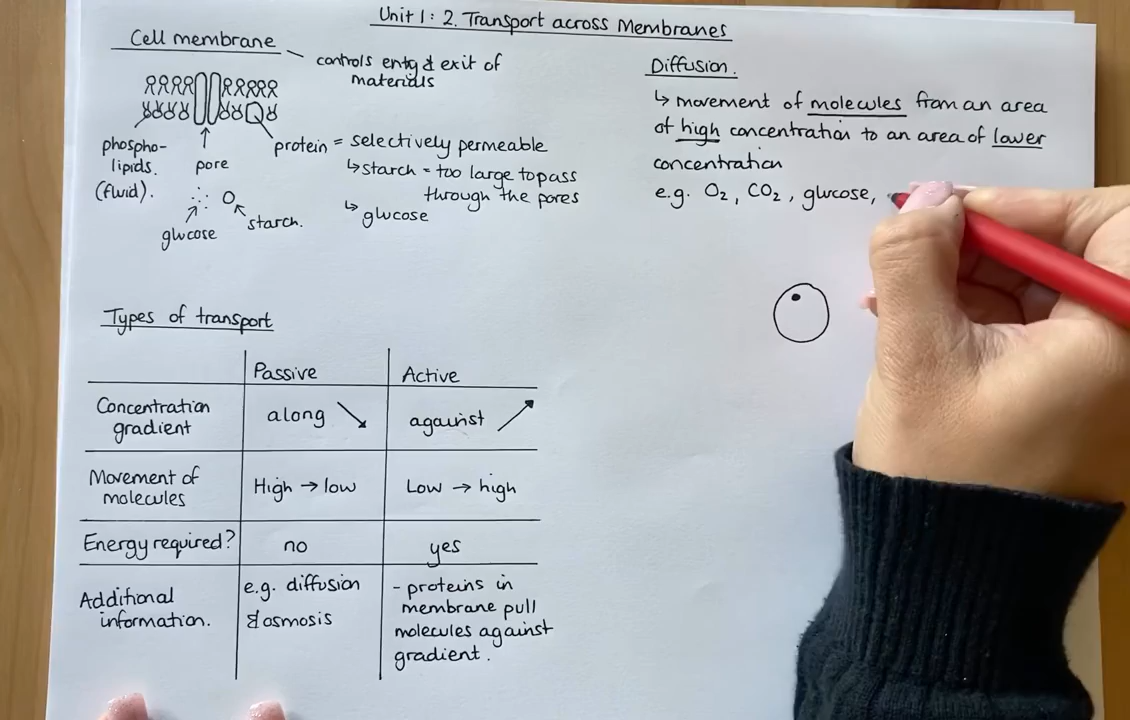 Unit 1: 2. Transport across Membranes
Cell membrane
controls entry & exit of
materials
phospho-
lipids.
(fluid).
pore
protein = selectively permeable
↳ starch = too large to pass
through the pores
↳ glucose
glucose
starch.
Types of transport
Passive Active
Concentration
gradient
along ↘ against ↗
Movement of
molecules
High → low Low → high
Energy required? no yes
Additional
information.
e.g. diffusion
& osmosis
- proteins in
membrane pull
molecules against
gradient.
Diffusion.
↳ movement of molecules from an area
of high concentration to an area of lower
concentration
e.g. O₂, CO₂, glucose,